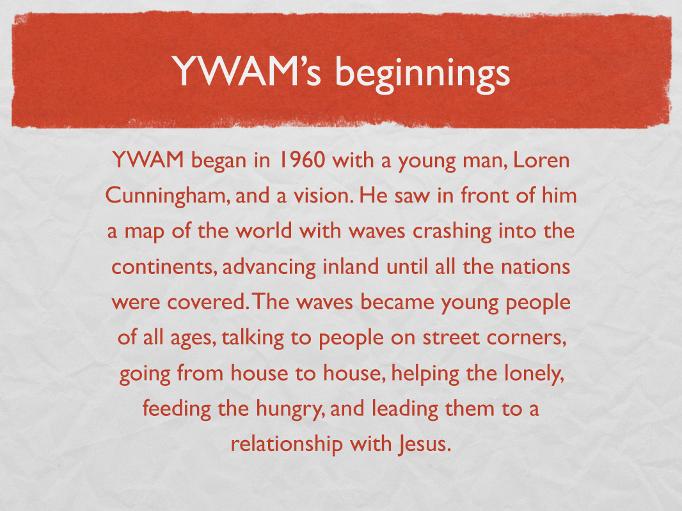 YWAM’s beginnings
YWAM began in 1960 with a young man, Loren
Cunningham, and a vision. He saw in front of him
a map of the world with waves crashing into the
continents, advancing inland until all the nations
were covered. The waves became young people
of all ages, talking to people on street corners,
going from house to house, helping the lonely,
feeding the hungry, and leading them to a
relationship with Jesus.